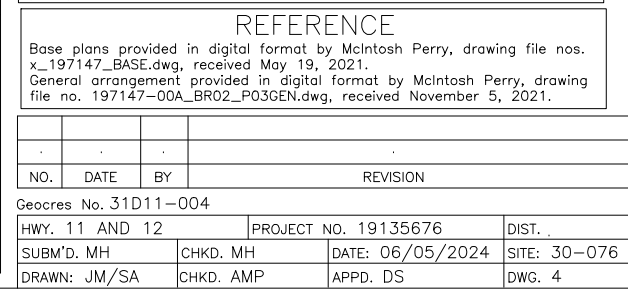 REFERENCE
Base plans provided in digital format by McIntosh Perry, drawing file nos.
x_197147_BASE.dwg, received May 19, 2021.
General arrangement provided in digital format by McIntosh Perry, drawing
file no. 197147-00A_BR02_P03GEN.dwg, received November 5, 2021.
NO. DATE BY REVISION
Geocres No. 31D11-004
HWY. 11 AND 12 PROJECT NO. 19135676 DIST. .
SUBM'D. MH CHKD. MH DATE: 06/05/2024 SITE: 30-076
DRAWN: JM/SA CHKD. AMP APPD. DS DWG. 4